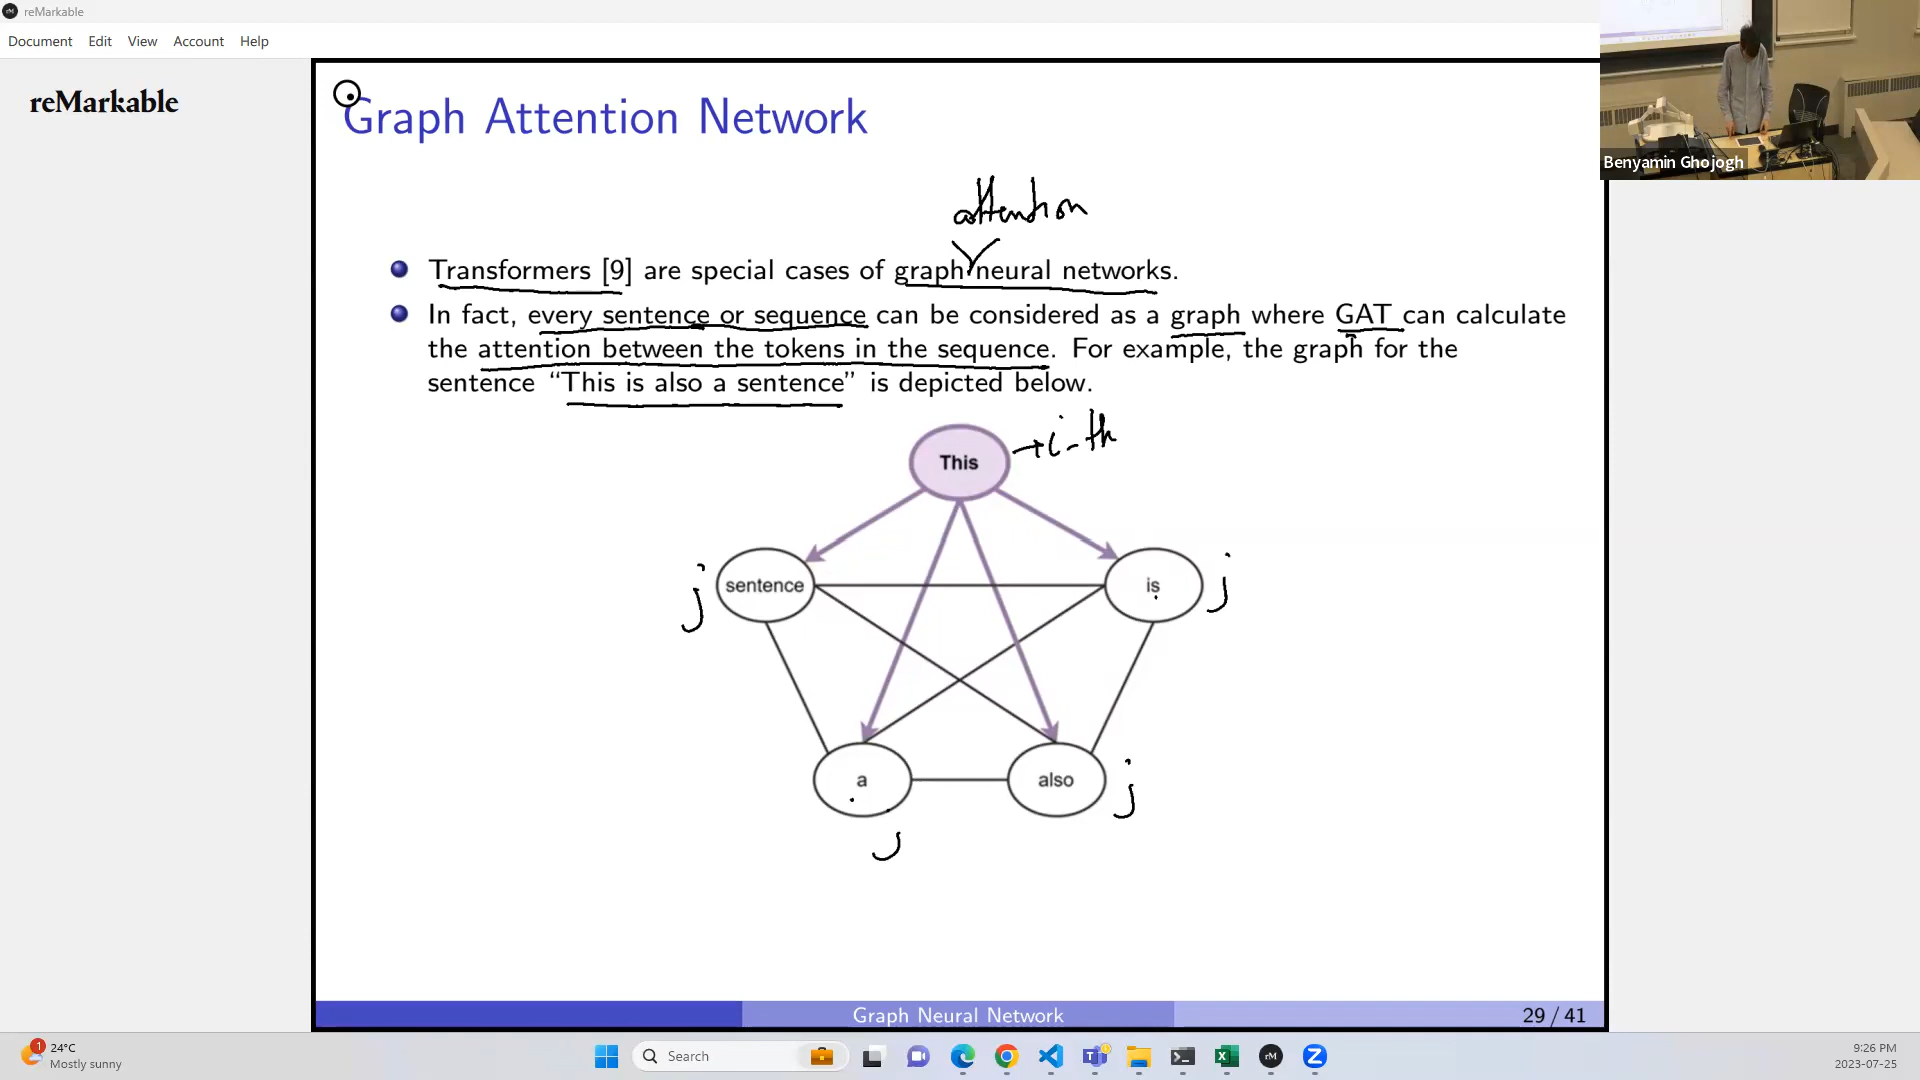 reMarkable
Document Edit View Account Help
reMarkable
Benyamin Ghojogh
Graph Attention Network
attention
Transformers [9] are special cases of graph neural networks.
In fact, every sentence or sequence can be considered as a graph where GAT can calculate
the attention between the tokens in the sequence. For example, the graph for the
sentence “This is also a sentence” is depicted below.
This
i-th
j
sentence
is
j
a
also
j
j
Graph Neural Network
29 / 41
1
24°C
Mostly sunny
Search
rM
9:26 PM
2023-07-25